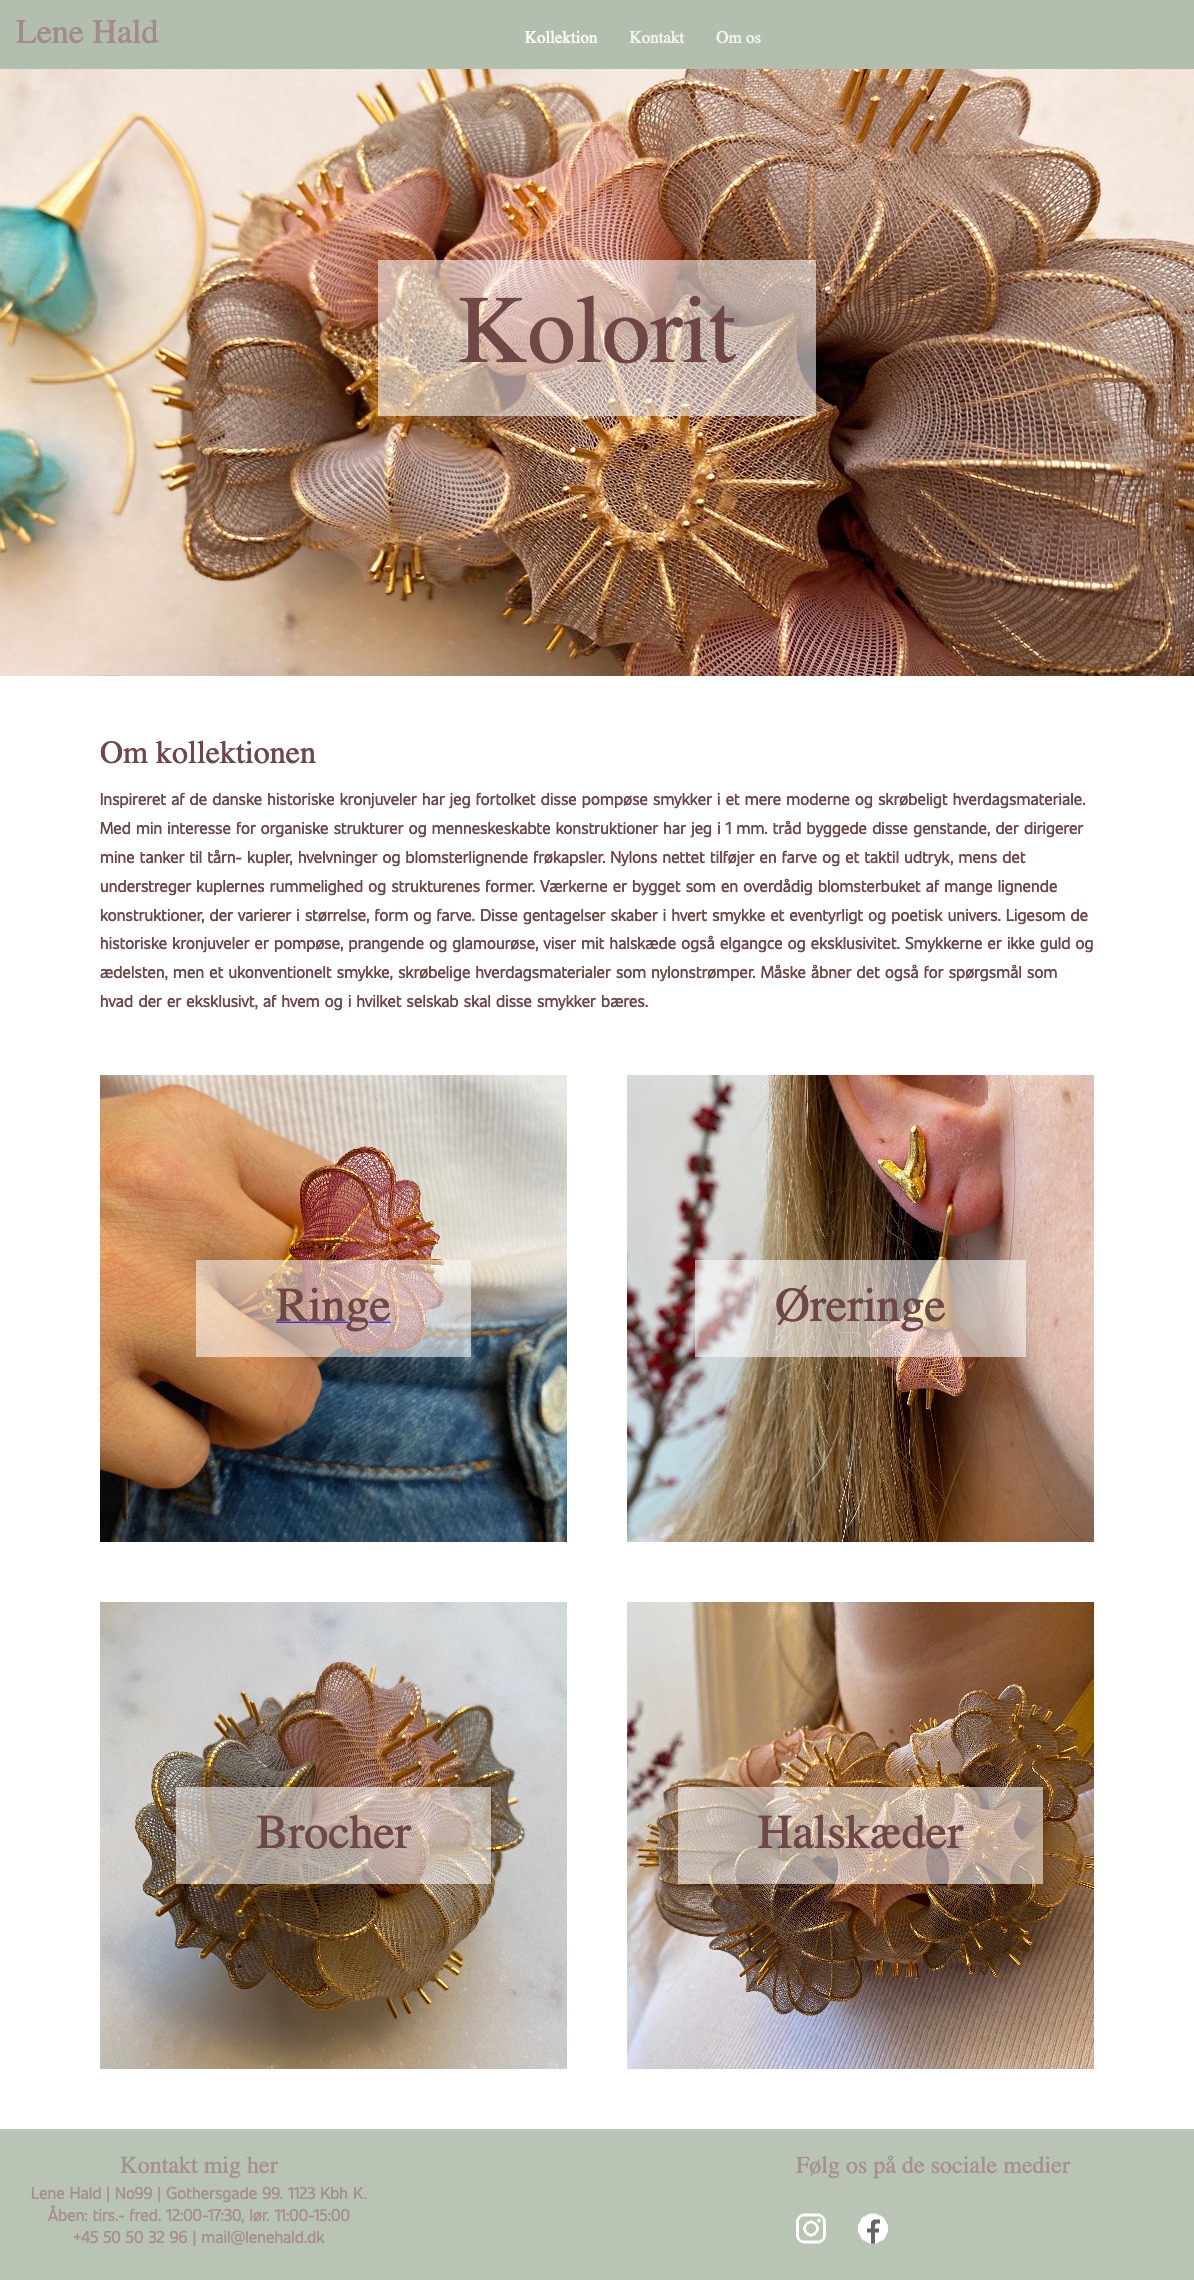 Lene Hald
Kollektion Kontakt Om os
Kolorit
Om kollektionen
Inspireret af de danske historiske kronjuveler har jeg fortolket disse pompøse smykker i et mere moderne og skrøbeligt hverdagsmateriale.
Med min interesse for organiske strukturer og menneskeskabte konstruktioner har jeg i 1 mm. tråd byggede disse genstande, der dirigerer
mine tanker til tårn- kupler, hvelvninger og blomsterlignende frøkapsler. Nylons nettet tilføjer en farve og et taktil udtryk, mens det
understreger kuplernes rummelighed og strukturenes former. Værkerne er bygget som en overdådig blomsterbuket af mange lignende
konstruktioner, der varierer i størrelse, form og farve. Disse gentagelser skaber i hvert smykke et eventyrligt og poetisk univers. Ligesom de
historiske kronjuveler er pompøse, prangende og glamourøse, viser mit halskæde også elgangce og eksklusivitet. Smykkerne er ikke guld og
ædelsten, men et ukonventionelt smykke, skrøbelige hverdagsmaterialer som nylonstrømper. Måske åbner det også for spørgsmål som
hvad der er eksklusivt, af hvem og i hvilket selskab skal disse smykker bæres.
Ringe
Øreringe
Brocher
Halskæder
Kontakt mig her
Lene Hald | No99 | Gothersgade 99. 1123 Kbh K.
Åben: tirs.- fred. 12:00-17:30, lør. 11:00-15:00
+45 50 50 32 96 | mail@lenehald.dk
Følg os på de sociale medier